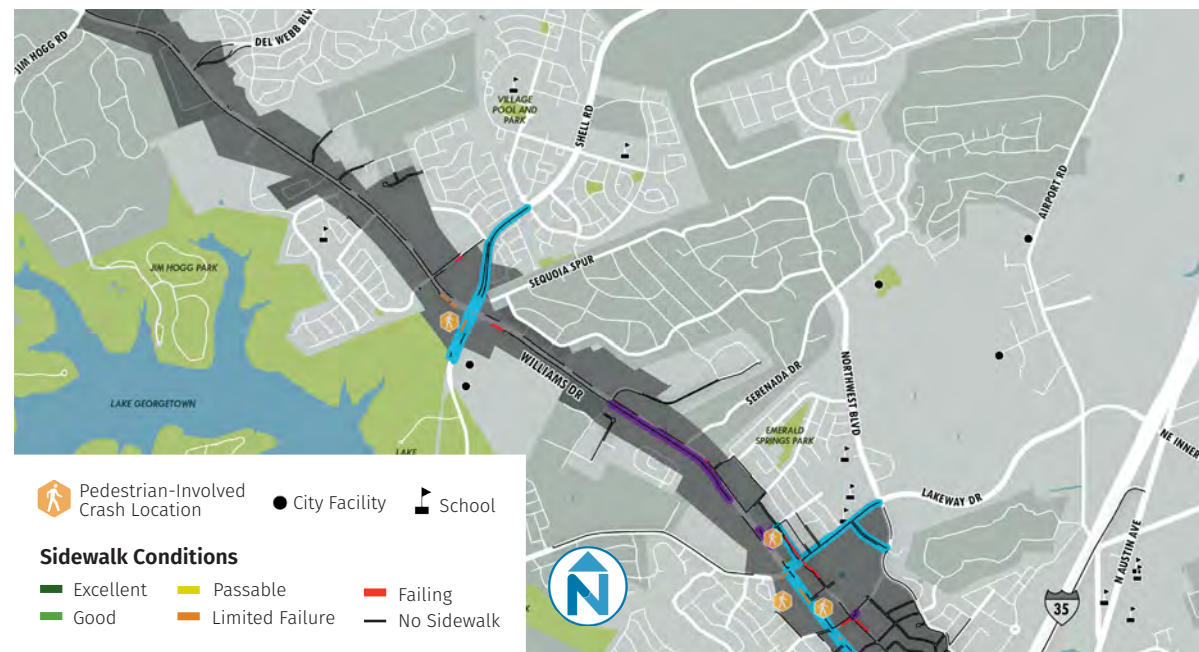 JIM HOGG RD
DEL WEBB BLV
VILLAGE
POOL AND
PARK
SHELL RD
AIRPORT RD
JIM HOGG PARK
SEQUOIA SPUR
LAKE GEORGETOWN
WILLIAMS DR
SERENADA DR
NORTHWEST BLVD
EMERALD
SPRINGS PARK
LAKE
NE INNER
LAKEWAY DR
N AUSTIN AVE
35
N
Pedestrian-Involved
Crash Location
City Facility
School
Sidewalk Conditions
Excellent
Passable
Failing
Good
Limited Failure
No Sidewalk